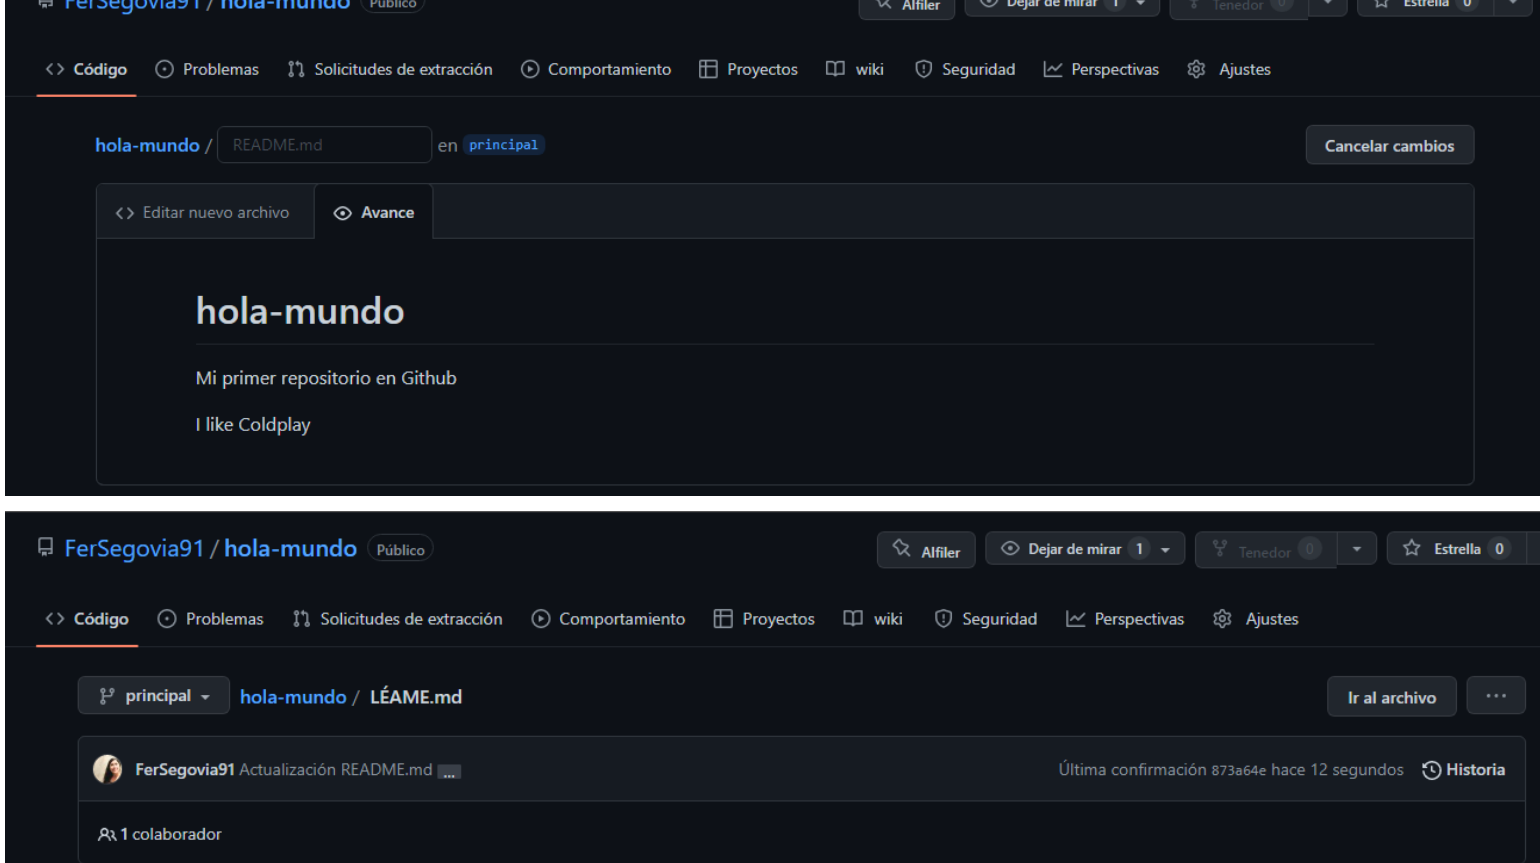 FerSegovia91 / hola-mundo Público Alfiler Dejar de mirar 1 Tenedor 0 Estrella 0
<> Código Problemas Solicitudes de extracción Comportamiento Proyectos wiki Seguridad Perspectivas Ajustes
hola-mundo / README.md en principal Cancelar cambios
<> Editar nuevo archivo Avance
hola-mundo
Mi primer repositorio en Github
I like Coldplay
FerSegovia91 / hola-mundo Público Alfiler Dejar de mirar 1 Tenedor 0 Estrella 0
<> Código Problemas Solicitudes de extracción Comportamiento Proyectos wiki Seguridad Perspectivas Ajustes
principal hola-mundo / LÉAME.md Ir al archivo ...
FerSegovia91 Actualización README.md ... Última confirmación 873a64e hace 12 segundos Historia
1 colaborador